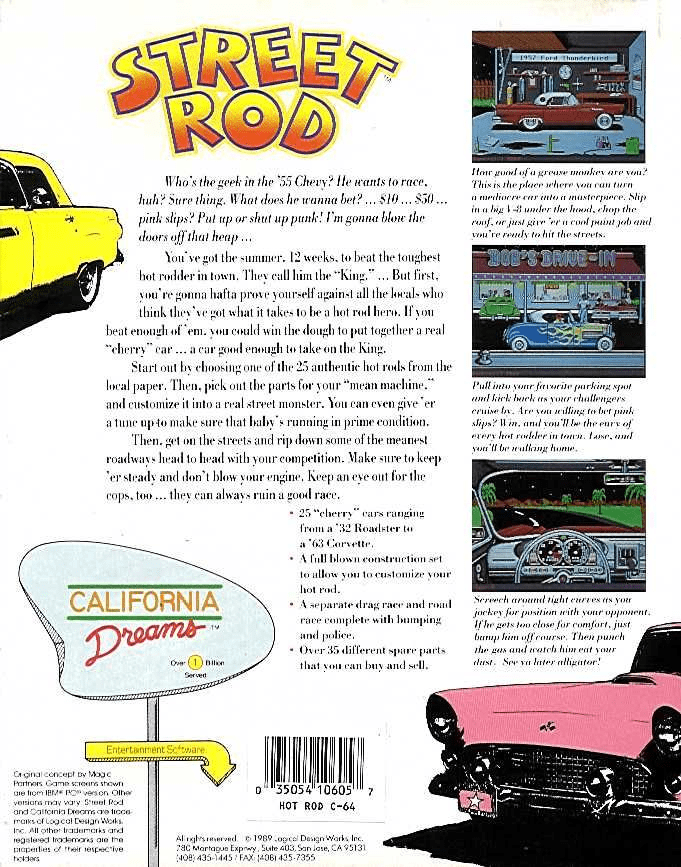 STREET
ROD™
Who's the geek in the '55 Chevy? He wants to race,
huh? Sure thing. What does he wanna bet? ... $10 ... $50 ...
pink slips? Put up or shut up punk! I'm gonna blow the
doors off that heap ...
You've got the summer, 12 weeks, to beat the toughest
hot rodder in town. They call him the "King." ... But first,
you're gonna hafta prove yourself against all the locals who
think they've got what it takes to be a hot rod hero. If you
beat enough of 'em, you could win the dough to put together a real
"cherry" car ... a car good enough to take on the King.
Start out by choosing one of the 25 authentic hot rods from the
local paper. Then, pick out the parts for your "mean machine,"
and customize it into a real street monster. You can even give 'er
a tune up to make sure that baby's running in prime condition.
Then, get on the streets and rip down some of the meanest
roadways head to head with your competition. Make sure to keep
'er steady and don't blow your engine. Keep an eye out for the
cops, too ... they can always ruin a good race.
• 25 "cherry" cars ranging
from a '32 Roadster to
a '63 Corvette.
• A full blown construction set
to allow you to customize your
hot rod.
• A separate drag race and road
race complete with bumping
and police.
• Over 35 different spare parts
that you can buy and sell.
1957 Ford Thunderbird
How good of a grease monkey are you?
This is the place where you can turn
a mediocre car into a masterpiece. Slip
in a big V-8 under the hood, chop the
roof, or just give 'er a cool paint job and
you're ready to hit the streets.
BOB'S DRIVE-IN
Pull into your favorite parking spot
and kick back as your challengers
cruise by. Are you willing to bet pink
slips? Win, and you'll be the envy of
every hot rodder in town. Lose, and
you'll be walking home.
Screech around tight curves as you
jockey for position with your opponent.
If he gets too close for comfort, just
bump him off course. Then punch
the gas and watch him eat your
dust. See ya later alligator!
CALIFORNIA
Dreams™
Over 1 Billion
Served
Entertainment Software
Original concept by Magic
Partners. Game screens shown
are from IBM® PC® version. Other
versions may vary. Street Rod
and California Dreams are trade-
marks of Logical Design Works,
Inc. All other trademarks and
registered trademarks are the
properties of their respective
holders.
0 35054 10605 7
HOT ROD C-64
All rights reserved. © 1989 Logical Design Works, Inc.
780 Montague Expwy., Suite 403, San Jose, CA 95131
(408) 435-1445 / FAX: (408) 435-7355